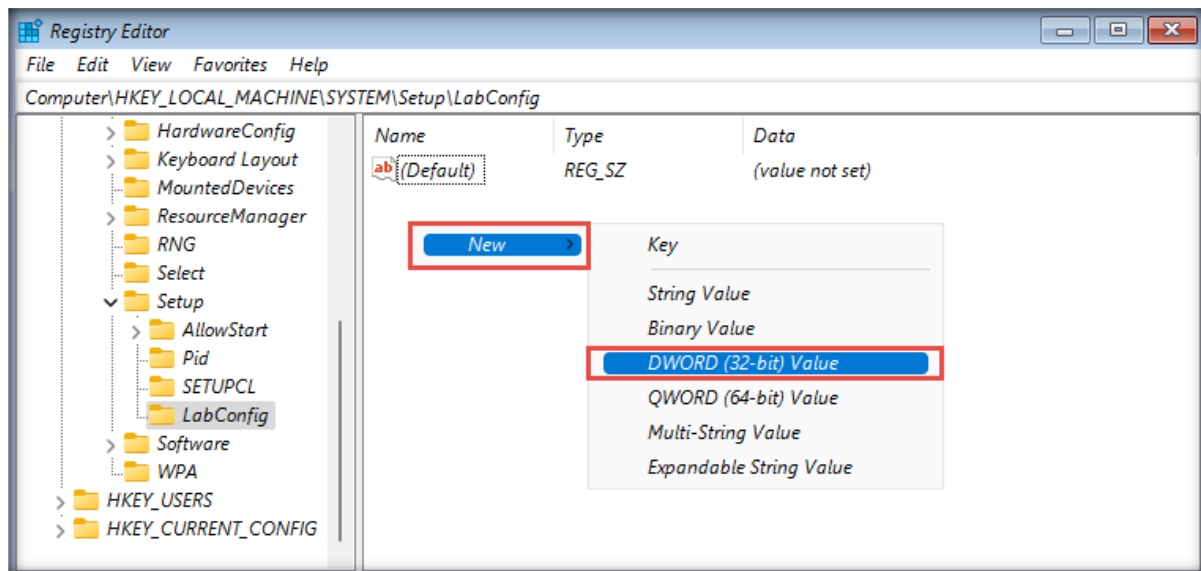 Registry Editor
File Edit View Favorites Help
Computer\HKEY_LOCAL_MACHINE\SYSTEM\Setup\LabConfig
HardwareConfig
Keyboard Layout
MountedDevices
ResourceManager
RNG
Select
Setup
AllowStart
Pid
SETUPCL
LabConfig
Software
WPA
HKEY_USERS
HKEY_CURRENT_CONFIG
Name Type Data
ab (Default) REG_SZ (value not set)
New
Key
String Value
Binary Value
DWORD (32-bit) Value
QWORD (64-bit) Value
Multi-String Value
Expandable String Value